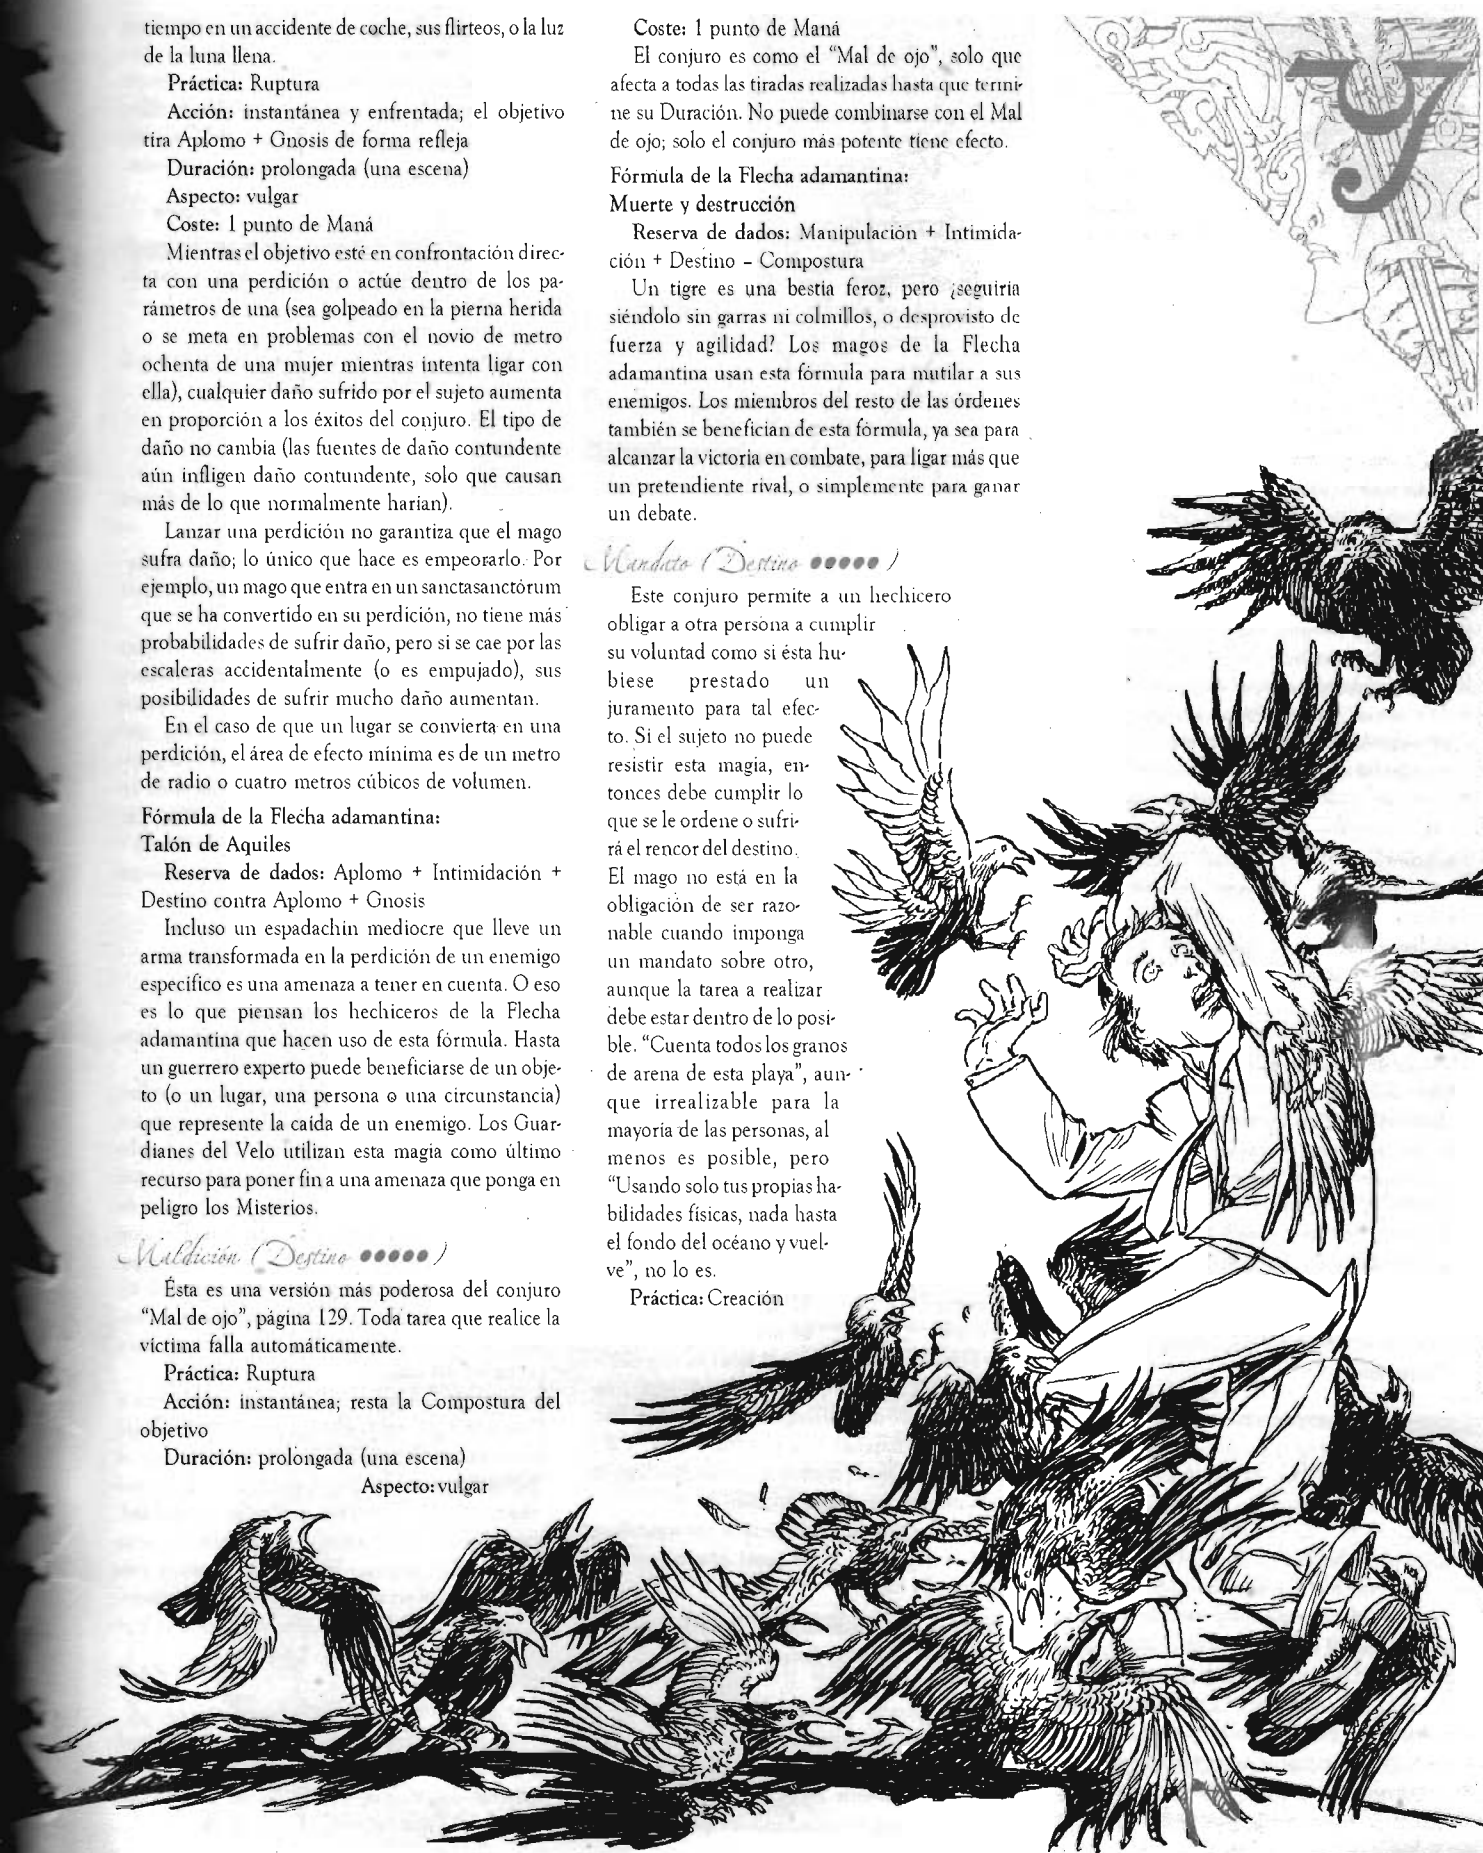 tiempo en un accidente de coche, sus flirteos, o la luz
de la luna llena.
Práctica: Ruptura
Acción: instantánea y enfrentada; el objetivo
tira Aplomo + Gnosis de forma refleja
Duración: prolongada (una escena)
Aspecto: vulgar
Coste: 1 punto de Maná
Mientras el objetivo esté en confrontación direc-
ta con una perdición o actúe dentro de los pa-
rámetros de una (sea golpeado en la pierna herida
o se meta en problemas con el novio de metro
ochenta de una mujer mientras intenta ligar con
ella), cualquier daño sufrido por el sujeto aumenta
en proporción a los éxitos del conjuro. El tipo de
daño no cambia (las fuentes de daño contundente
aún infligen daño contundente, solo que causan
más de lo que normalmente harían).
Lanzar una perdición no garantiza que el mago
sufra daño; lo único que hace es empeorarlo. Por
ejemplo, un mago que entra en un sanctasanctórum
que se ha convertido en su perdición, no tiene más
probabilidades de sufrir daño, pero si se cae por las
escaleras accidentalmente (o es empujado), sus
posibilidades de sufrir mucho daño aumentan.
En el caso de que un lugar se convierta en una
perdición, el área de efecto mínima es de un metro
de radio o cuatro metros cúbicos de volumen.
Fórmula de la Flecha adamantina:
Talón de Aquiles
Reserva de dados: Aplomo + Intimidación +
Destino contra Aplomo + Gnosis
Incluso un espadachín mediocre que lleve un
arma transformada en la perdición de un enemigo
específico es una amenaza a tener en cuenta. O eso
es lo que piensan los hechiceros de la Flecha
adamantina que hacen uso de esta fórmula. Hasta
un guerrero experto puede beneficiarse de un obje-
to (o un lugar, una persona o una circunstancia)
que represente la caída de un enemigo. Los Guar-
dianes del Velo utilizan esta magia como último
recurso para poner fin a una amenaza que ponga en
peligro los Misterios.
Maldición (Destino •••••)
Ésta es una versión más poderosa del conjuro
“Mal de ojo”, página 129. Toda tarea que realice la
víctima falla automáticamente.
Práctica: Ruptura
Acción: instantánea; resta la Compostura del
objetivo
Duración: prolongada (una escena)
Aspecto: vulgar
Coste: 1 punto de Maná
El conjuro es como el “Mal de ojo”, solo que
afecta a todas las tiradas realizadas hasta que termi-
ne su Duración. No puede combinarse con el Mal
de ojo; solo el conjuro más potente tiene efecto.
Fórmula de la Flecha adamantina:
Muerte y destrucción
Reserva de dados: Manipulación + Intimida-
ción + Destino – Compostura
Un tigre es una bestia feroz, pero ¿seguiría
siéndolo sin garras ni colmillos, o desprovisto de
fuerza y agilidad? Los magos de la Flecha
adamantina usan esta fórmula para mutilar a sus
enemigos. Los miembros del resto de las órdenes
también se benefician de esta fórmula, ya sea para
alcanzar la victoria en combate, para ligar más que
un pretendiente rival, o simplemente para ganar
un debate.
Mandato (Destino •••••)
Este conjuro permite a un hechicero
obligar a otra persona a cumplir
su voluntad como si ésta hu-
biese prestado un
juramento para tal efec-
to. Si el sujeto no puede
resistir esta magia, en-
tonces debe cumplir lo
que se le ordene o sufri-
rá el rencor del destino.
El mago no está en la
obligación de ser razo-
nable cuando imponga
un mandato sobre otro,
aunque la tarea a realizar
debe estar dentro de lo posi-
ble. “Cuenta todos los granos
de arena de esta playa”, aun-
que irrealizable para la
mayoría de las personas, al
menos es posible, pero
“Usando solo tus propias ha-
bilidades físicas, nada hasta
el fondo del océano y vuel-
ve”, no lo es.
Práctica: Creación